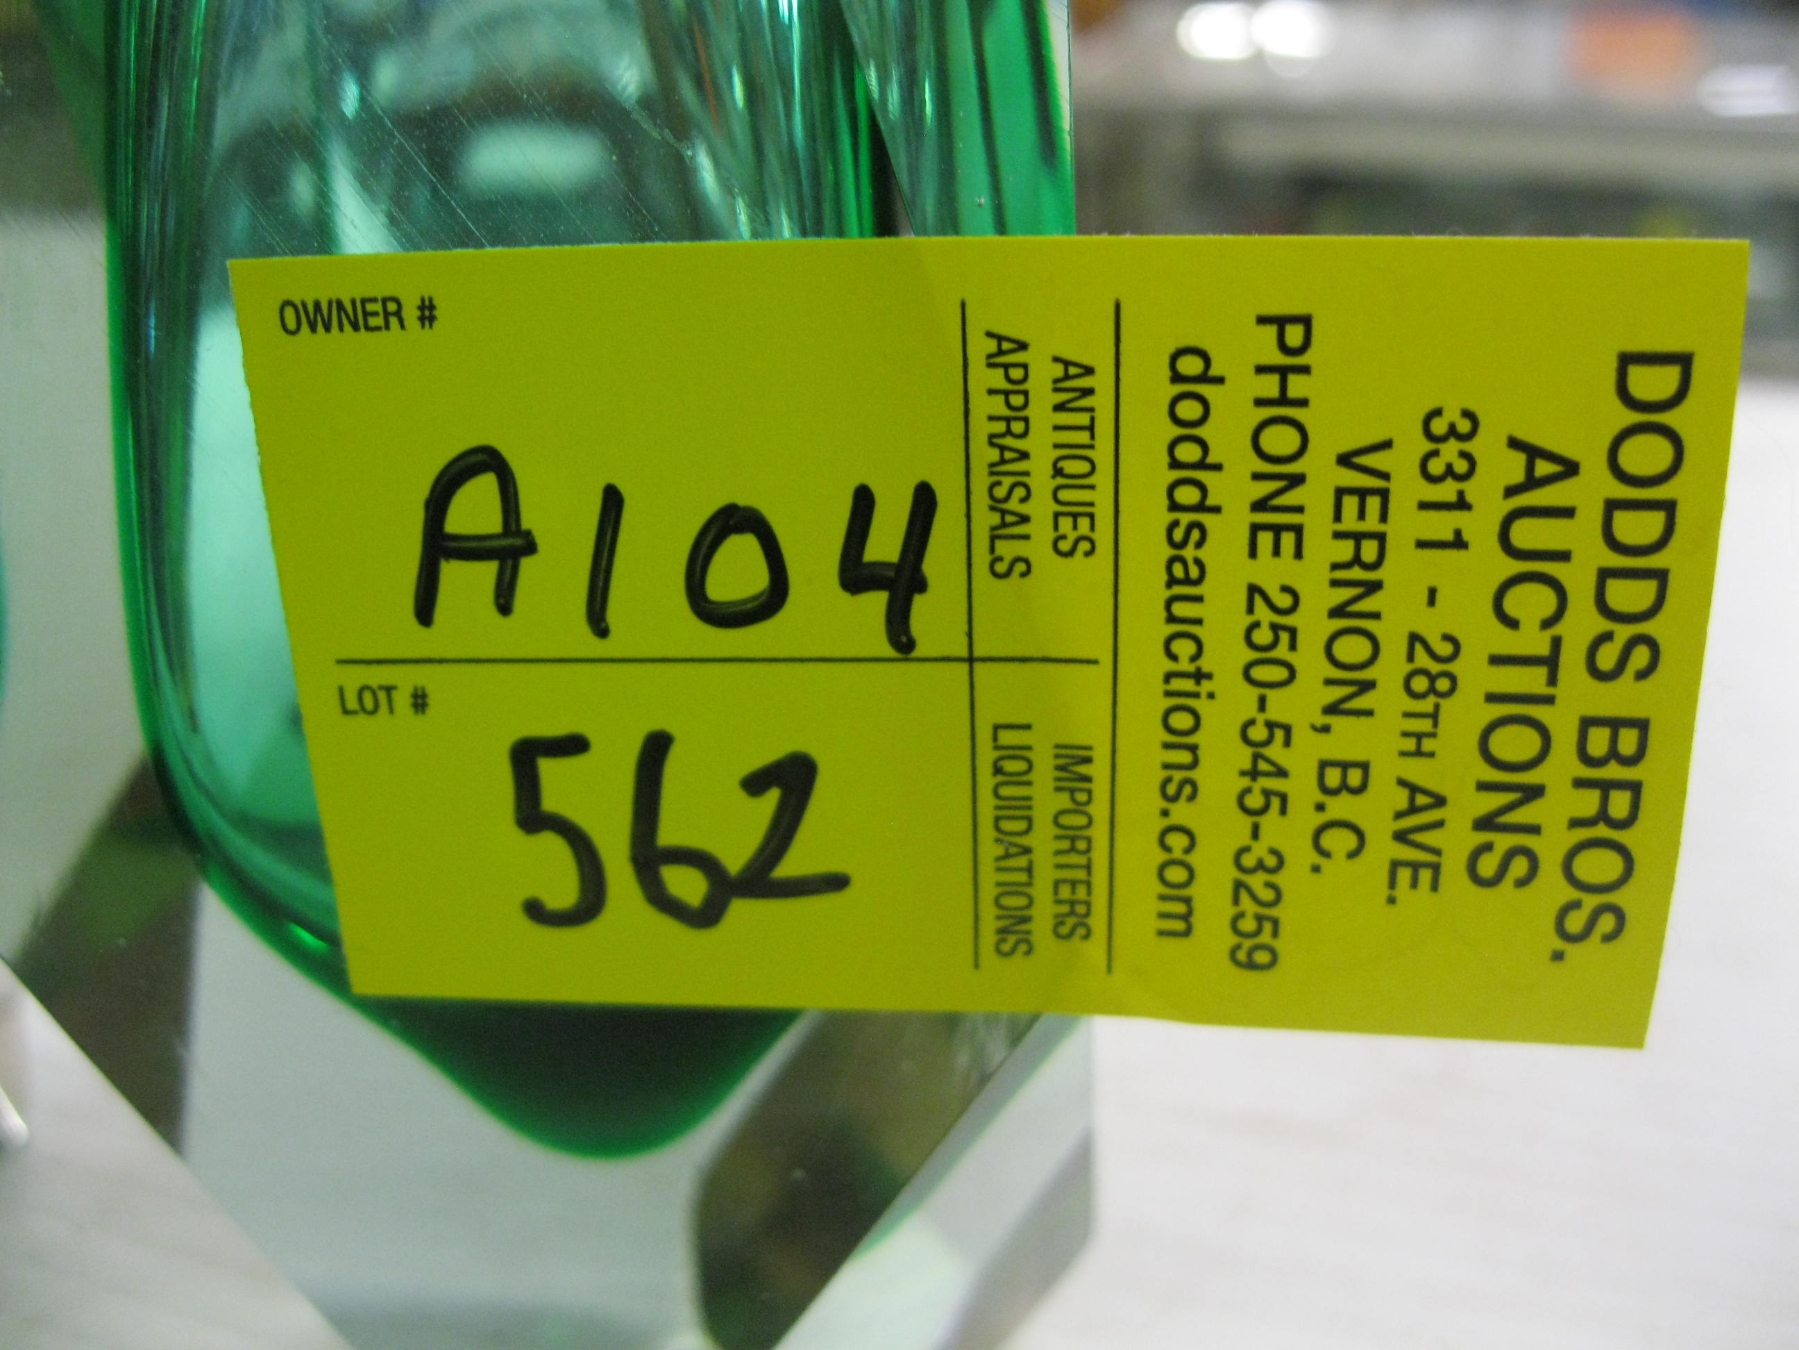 OWNER #
A104
LOT #
562
ANTIQUES
APPRAISALS
IMPORTERS
LIQUIDATIONS
DODDS BROS.
AUCTIONS
3311 - 28TH AVE.
VERNON, B.C.
PHONE 250-545-3259
doddsauctions.com